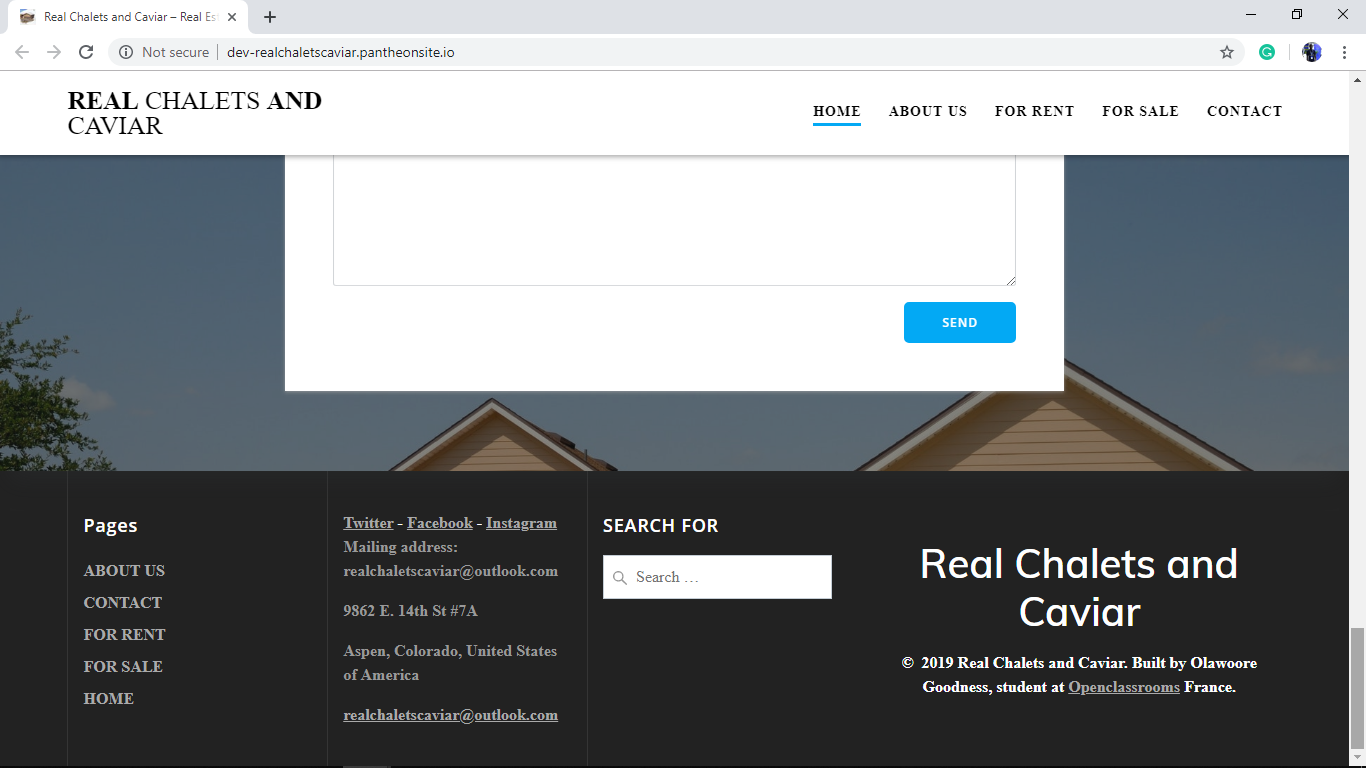 Real Chalets and Caviar – Real Est
Not secure
dev-realchaletscaviar.pantheonsite.io
REAL CHALETS AND
CAVIAR
HOME
ABOUT US
FOR RENT
FOR SALE
CONTACT
SEND
Pages
ABOUT US
CONTACT
FOR RENT
FOR SALE
HOME
Twitter - Facebook - Instagram
Mailing address:
realchaletscaviar@outlook.com
9862 E. 14th St #7A
Aspen, Colorado, United States
of America
realchaletscaviar@outlook.com
SEARCH FOR
Search …
Real Chalets and
Caviar
© 2019 Real Chalets and Caviar. Built by Olawoore
Goodness, student at Openclassrooms France.